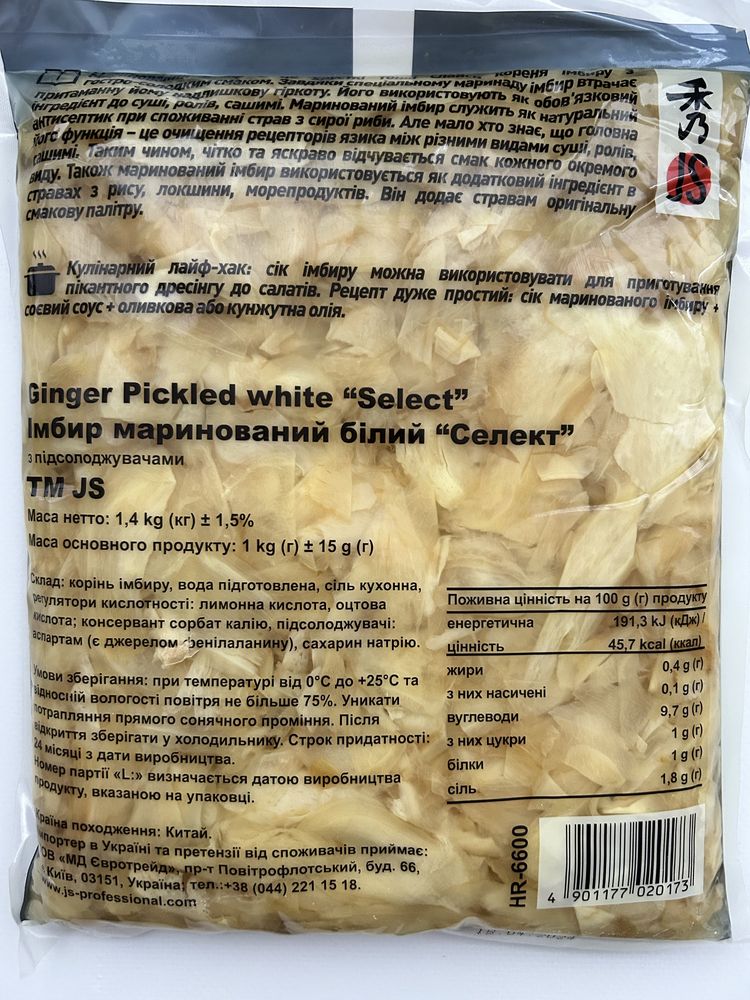 гостро-солодким смаком. Завдяки спеціальному маринаду імбир втрачає
притаманну йому надлишкову гіркоту. Його використовують як обов'язковий
інгредієнт до суші, ролів, сашимі. Маринований імбир служить як натуральний
антисептик при споживанні страв з сирої риби. Але мало хто знає, що головна
його функція – це очищення рецепторів язика між різними видами суші, ролів,
сашимі. Таким чином, чітко та яскраво відчувається смак кожного окремого
виду. Також маринований імбир використовується як додатковий інгредієнт в
стравах з рису, локшини, морепродуктів. Він додає стравам оригінальну
смакову палітру.
Кулінарний лайф-хак: сік імбиру можна використовувати для приготування
пікантного дресінгу до салатів. Рецепт дуже простий: сік маринованого імбиру +
соєвий соус + оливкова або кунжутна олія.
Ginger Pickled white “Select”
Імбир маринований білий “Селект”
з підсолоджувачами
ТМ JS
Маса нетто: 1,4 kg (кг) ± 1,5%
Маса основного продукту: 1 kg (г) ± 15 g (г)
Склад: корінь імбиру, вода підготовлена, сіль кухонна,
регулятори кислотності: лимонна кислота, оцтова
кислота; консервант сорбат калію, підсолоджувачі:
аспартам (є джерелом фенілаланину), сахарин натрію.
Умови зберігання: при температурі від 0°C до +25°C та
відносній вологості повітря не більше 75%. Уникати
потрапляння прямого сонячного проміння. Після
відкриття зберігати у холодильнику. Строк придатності:
24 місяці з дати виробництва.
Номер партії «L:» визначається датою виробництва
продукту, вказаною на упаковці.
Країна походження: Китай.
Імпортер в Україні та претензії від споживачів приймає:
ТОВ «МД Євротрейд», пр-т Повітрофлотський, буд. 66,
м. Київ, 03151, Україна; тел.:+38 (044) 221 15 18.
www.js-professional.com
Поживна цінність на 100 g (г) продукту
енергетична 191,3 kJ (кДж) /
цінність 45,7 kcal (ккал)
жири 0,4 g (г)
з них насичені 0,1 g (г)
вуглеводи 9,7 g (г)
з них цукри 1 g (г)
білки 1 g (г)
сіль 1,8 g (г)
HR-6600
4 901177 020173